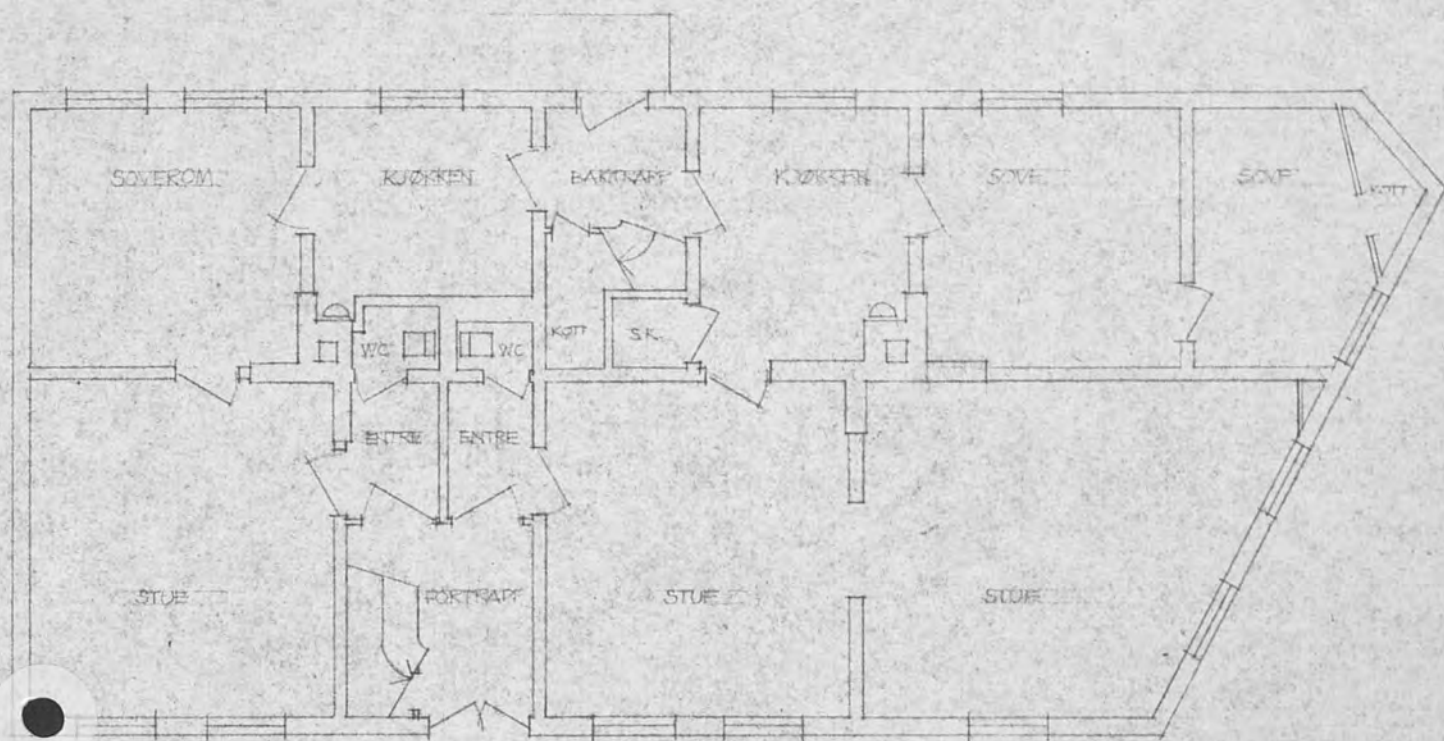 SOVEROM
KJØKKEN
BAKTRAPP
KJØKKEN
SOVE
SOVE
KOTT
WC
WC
KOTT
S.K.
ENTRE
ENTRE
STUE
FORTRAPP
STUE
STUE